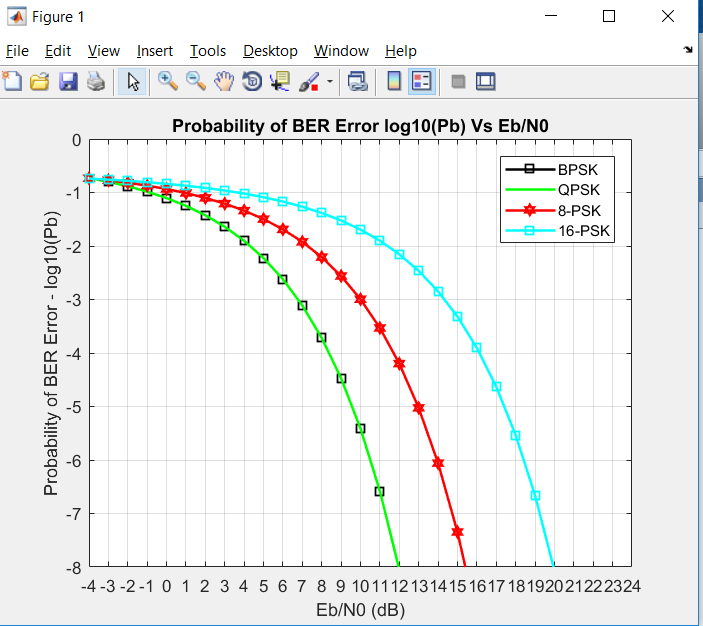 Figure 1
File Edit View Insert Tools Desktop Window Help
Probability of BER Error log10(Pb) Vs Eb/N0
BPSK
QPSK
8-PSK
16-PSK
Probability of BER Error - log10(Pb)
0
-1
-2
-3
-4
-5
-6
-7
-8
-4 -3 -2 -1 0 1 2 3 4 5 6 7 8 9 10 11 12 13 14 15 16 17 18 19 20 21 22 23 24
Eb/N0 (dB)